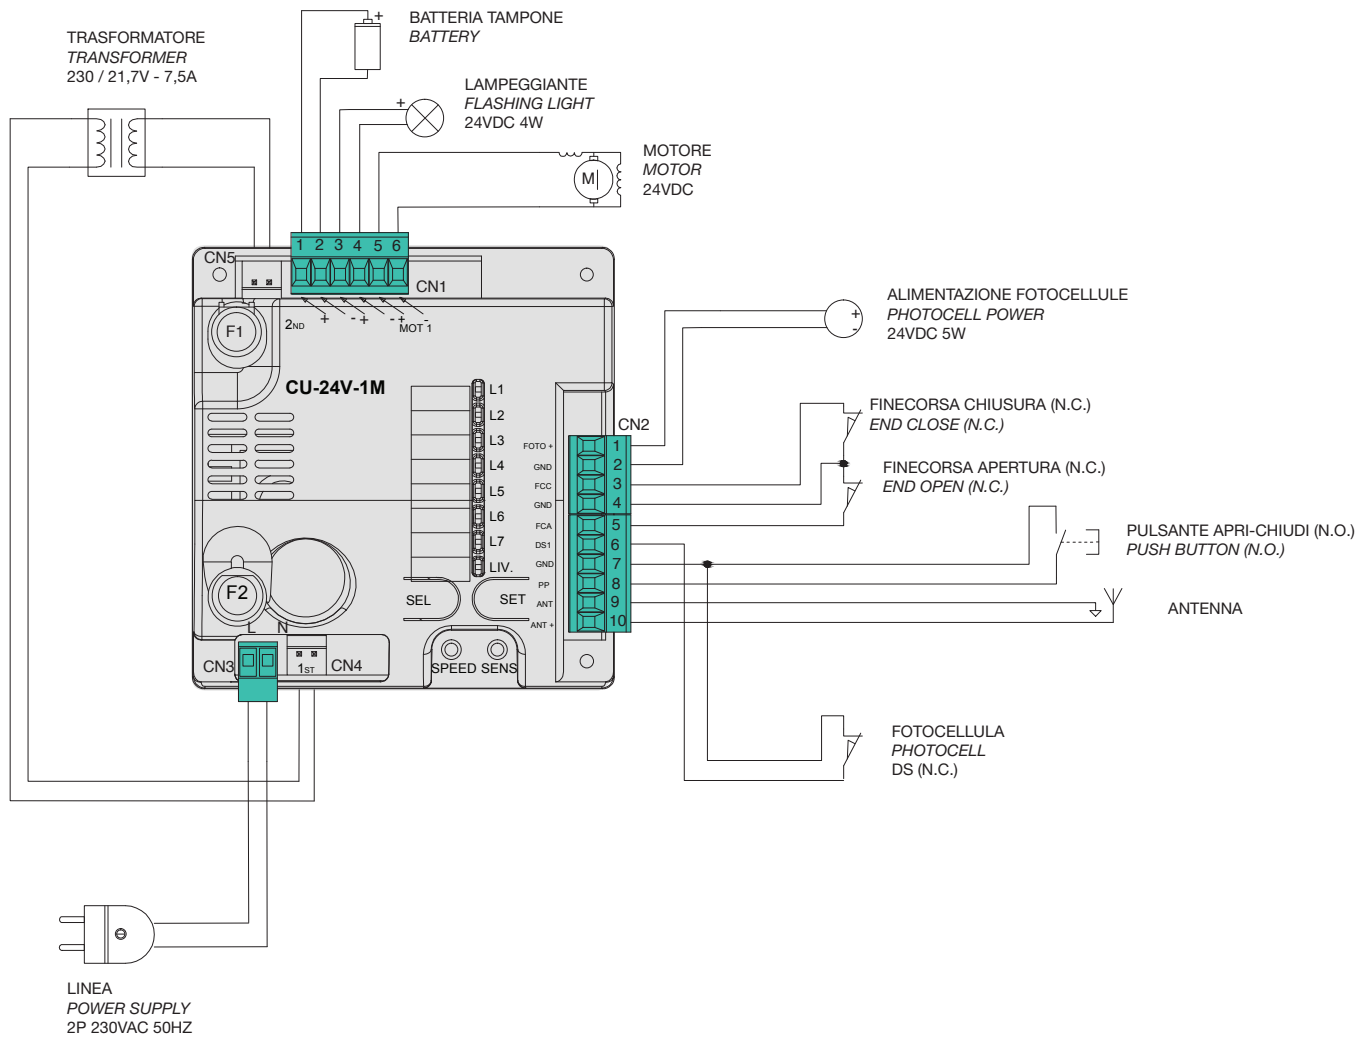 BATTERIA TAMPONE
BATTERY
TRASFORMATORE
TRANSFORMER
230 / 21,7V - 7,5A
LAMPEGGIANTE
FLASHING LIGHT
24VDC 4W
+
+
MOTORE
MOTOR
24VDC
M
CN5
1 2 3 4 5 6
CN1
2ND + - + - + MOT 1 -
F1
ALIMENTAZIONE FOTOCELLULE
PHOTOCELL POWER
24VDC 5W
+
-
CU-24V-1M
L1
L2
L3
L4
L5
L6
L7
LIV.
CN2
FOTO + 1
GND 2
FCC 3
GND 4
FCA 5
DS1 6
GND 7
PP 8
ANT 9
ANT + 10
FINECORSA CHIUSURA (N.C.)
END CLOSE (N.C.)
FINECORSA APERTURA (N.C.)
END OPEN (N.C.)
PULSANTE APRI-CHIUDI (N.O.)
PUSH BUTTON (N.O.)
ANTENNA
F2
SEL
SET
L N
CN3
1ST
CN4
SPEED SENS
FOTOCELLULA
PHOTOCELL
DS (N.C.)
LINEA
POWER SUPPLY
2P 230VAC 50HZ